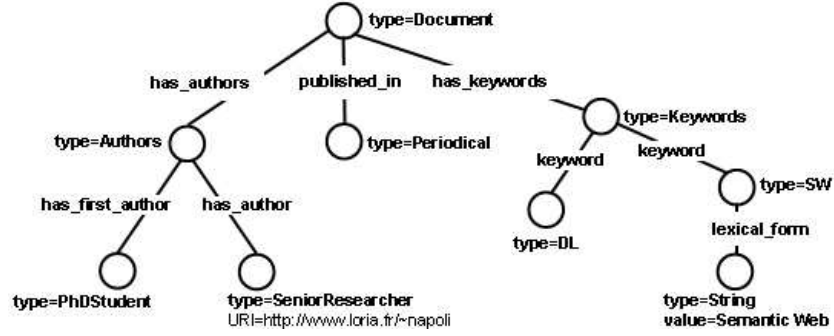 type=Document
has_authors
published_in
has_keywords
type=Authors
type=Periodical
type=Keywords
keyword
keyword
type=SW
has_first_author
has_author
type=DL
lexical_form
type=PhDStudent
type=SeniorResearcher
URI=http://www.loria.fr/~napoli
type=String
value=Semantic Web